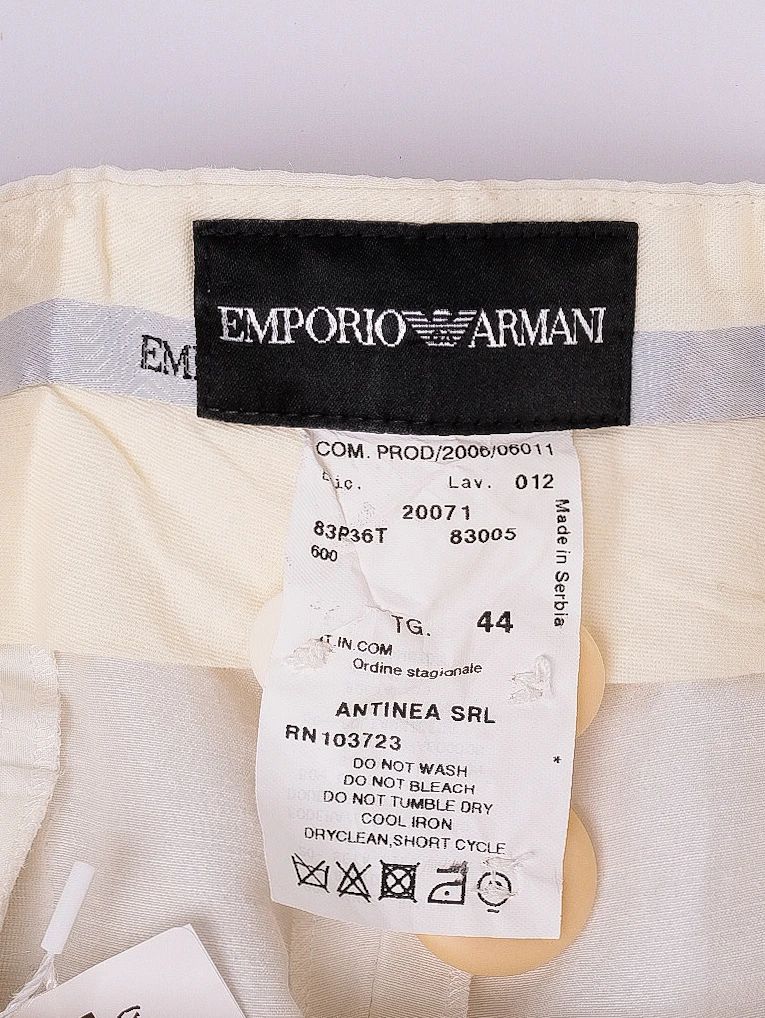 EMPORIO ARMANI
EM
COM. PROD/2006/06011
Lav. 012
20071
83P36T 83005
600
Made in Serbia
TG. 44
IN.COM
Ordine stagionale
ANTINEA SRL
RN 103723
*
DO NOT WASH
DO NOT BLEACH
DO NOT TUMBLE DRY
COOL IRON
DRYCLEAN,SHORT CYCLE